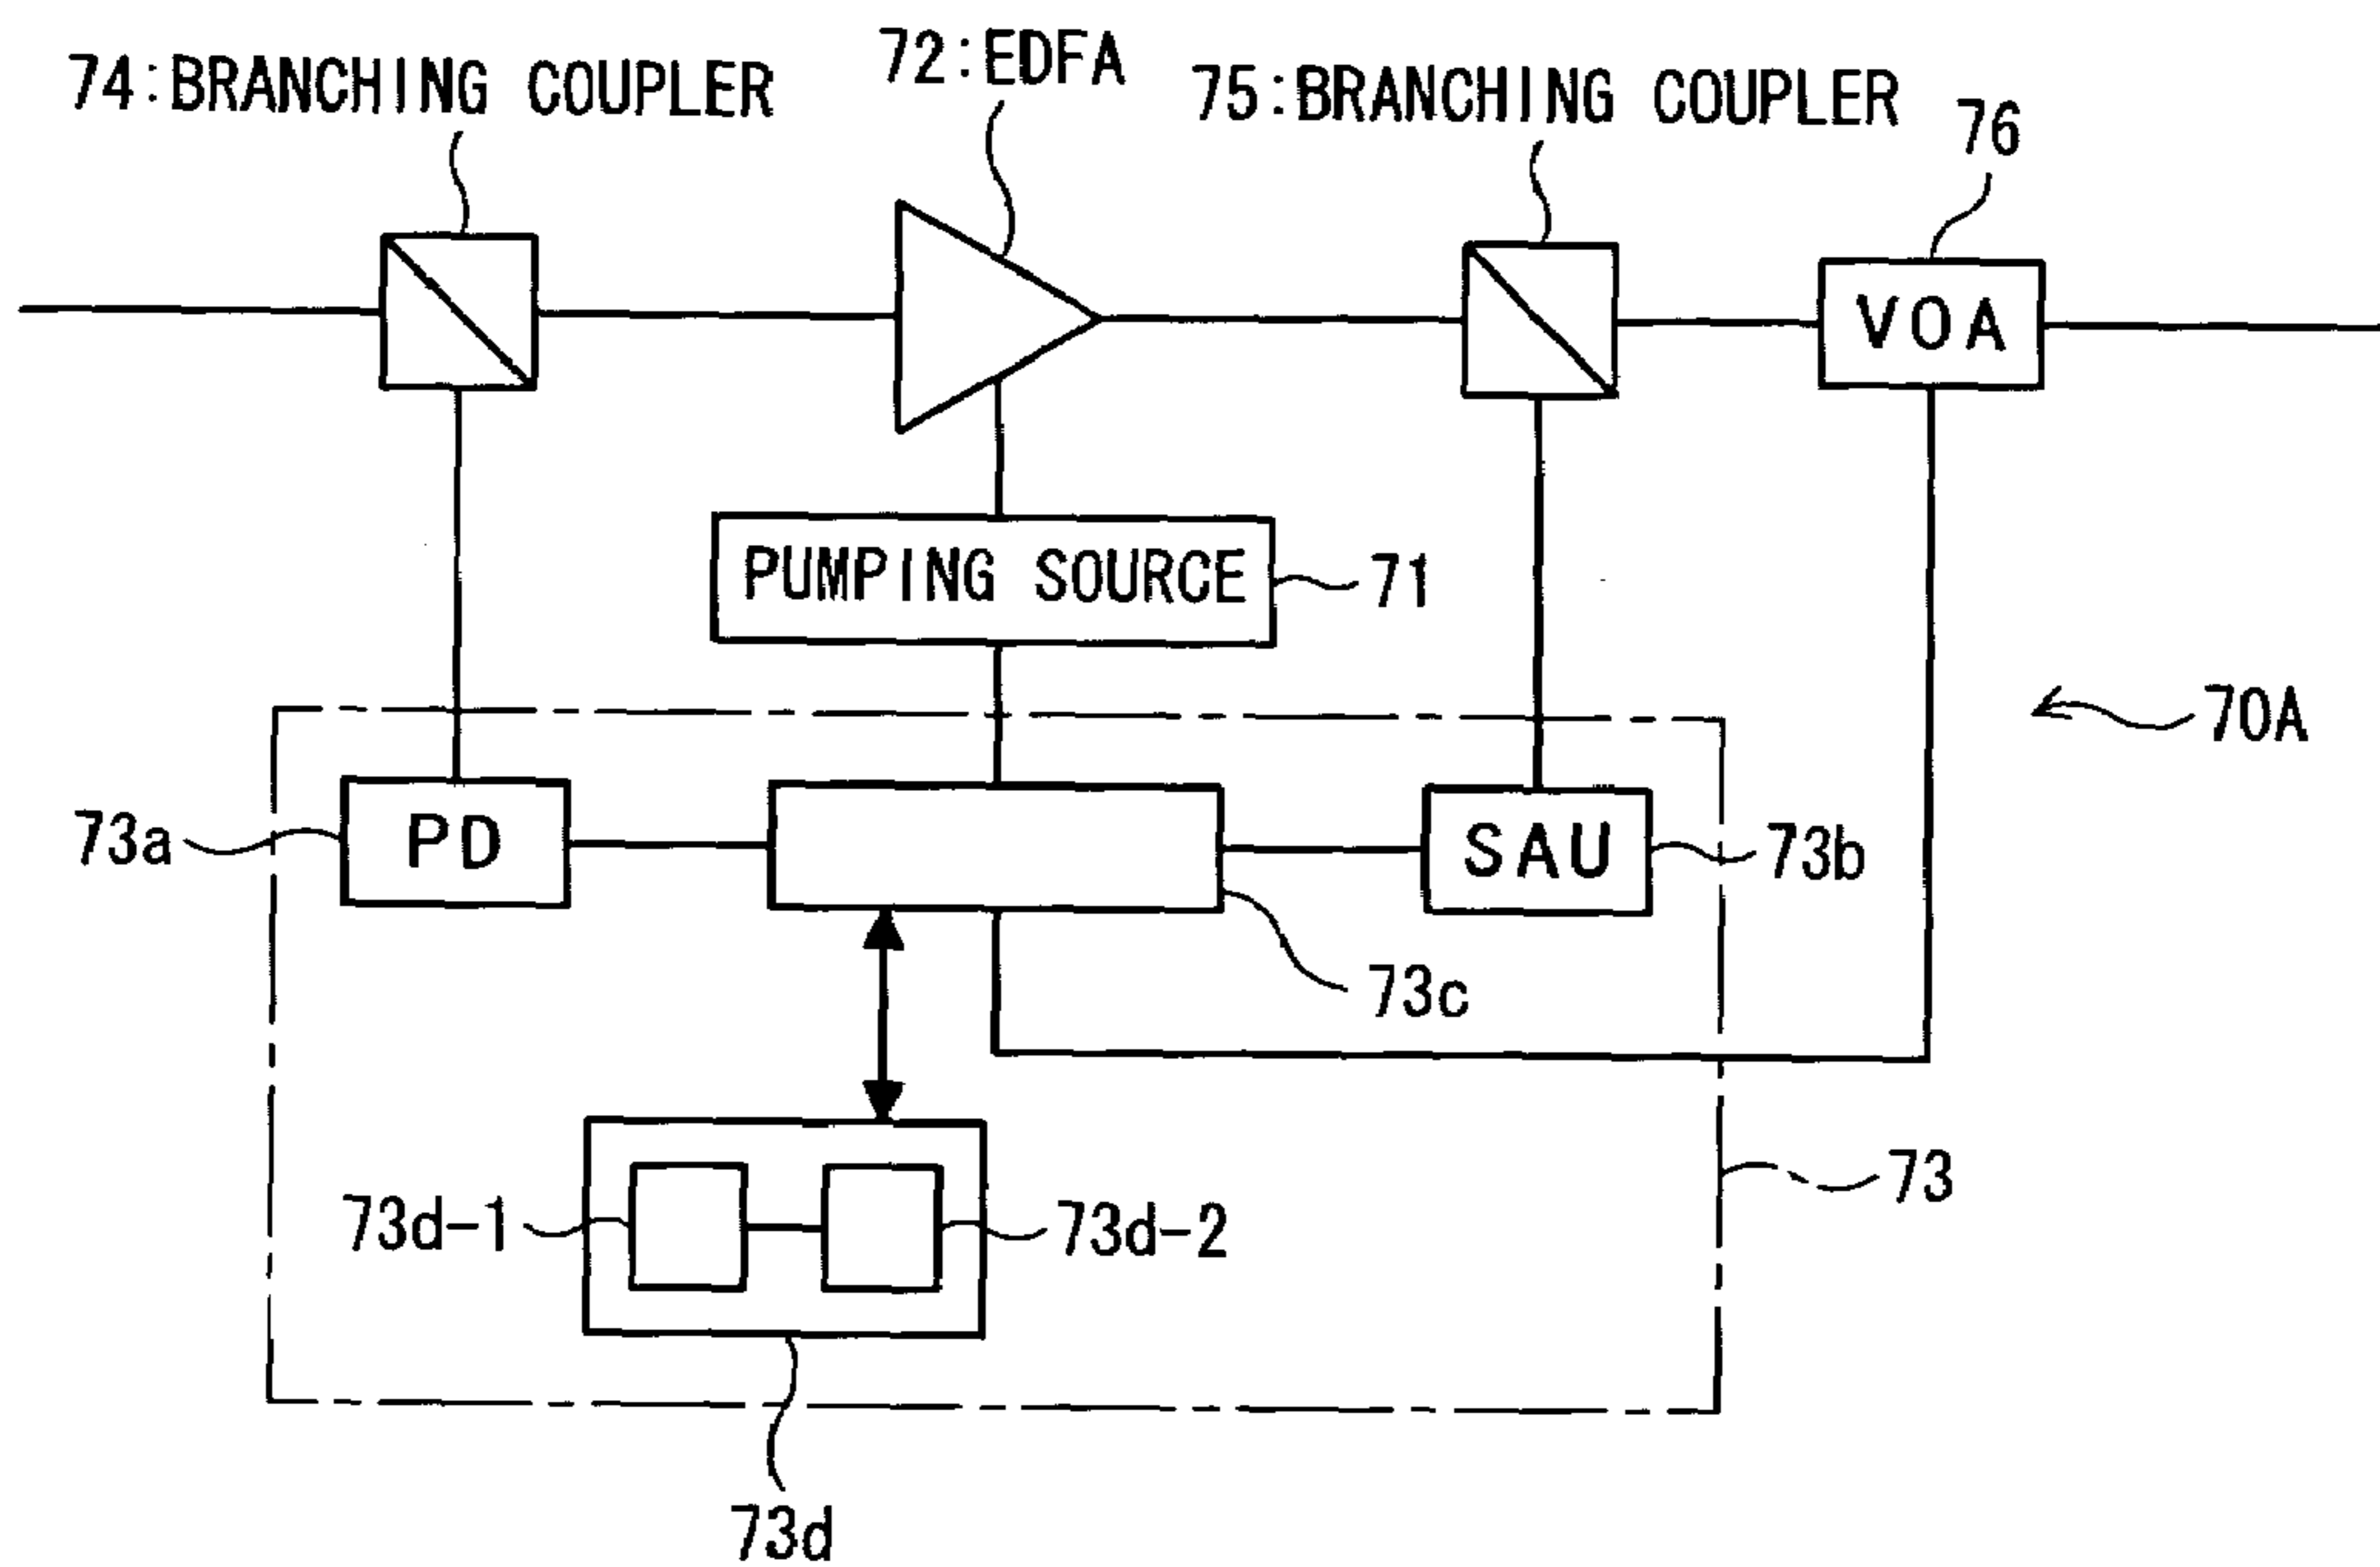 72:EDFA
74:BRANCHING COUPLER
75:BRANCHING COUPLER
76
VOA
PUMPING SOURCE
71
70A
73a
PD
SAU
73b
73c
73
73d-1
73d-2
73d